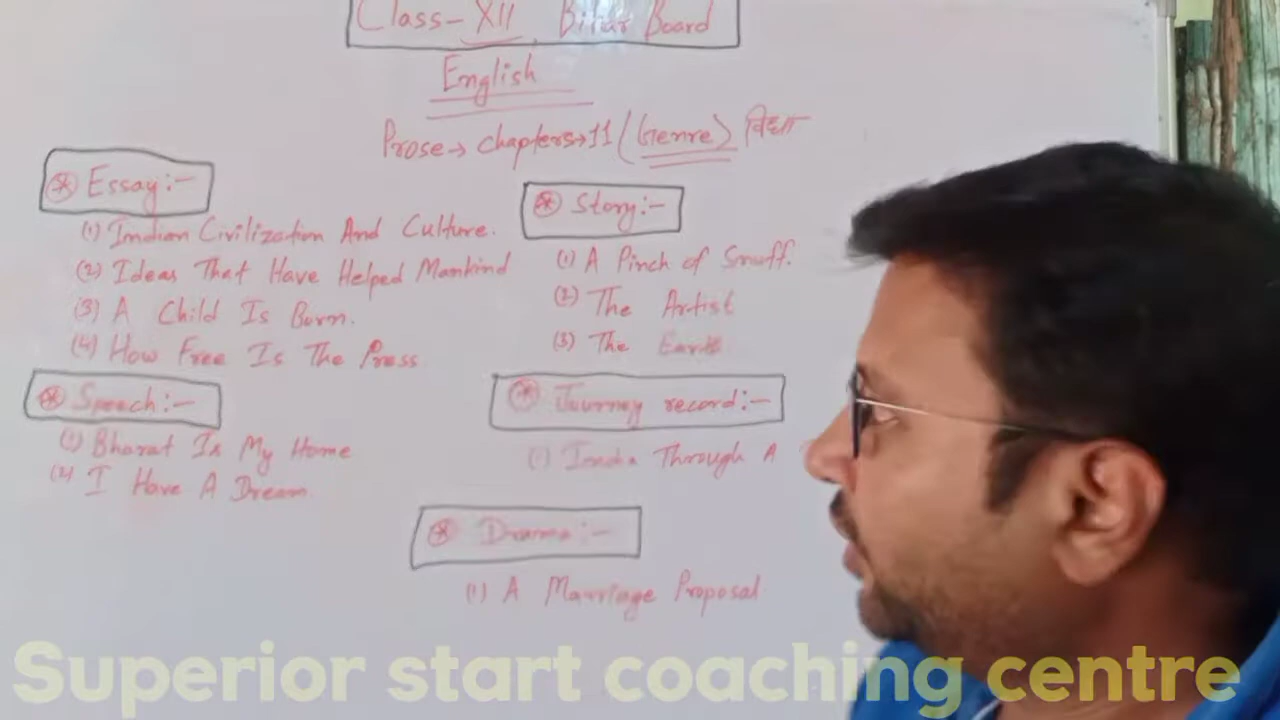 Class- XII Bihar Board
English
Prose→ chapters→11 (Genre) विधा
⊛ Essay:-
(1) Indian Civilization And Culture.
(2) Ideas That Have Helped Mankind
(3) A Child Is Born.
(4) How Free Is The Press
⊛ Speech:-
(1) Bharat Is My Home
(2) I Have A Dream
⊛ Story:-
(1) A Pinch of Snuff.
(2) The Artist
(3) The Earth
⊛ Journey record:-
(1) India Through A
⊛ Drama:-
(1) A Marriage Proposal
Superior start coaching centre